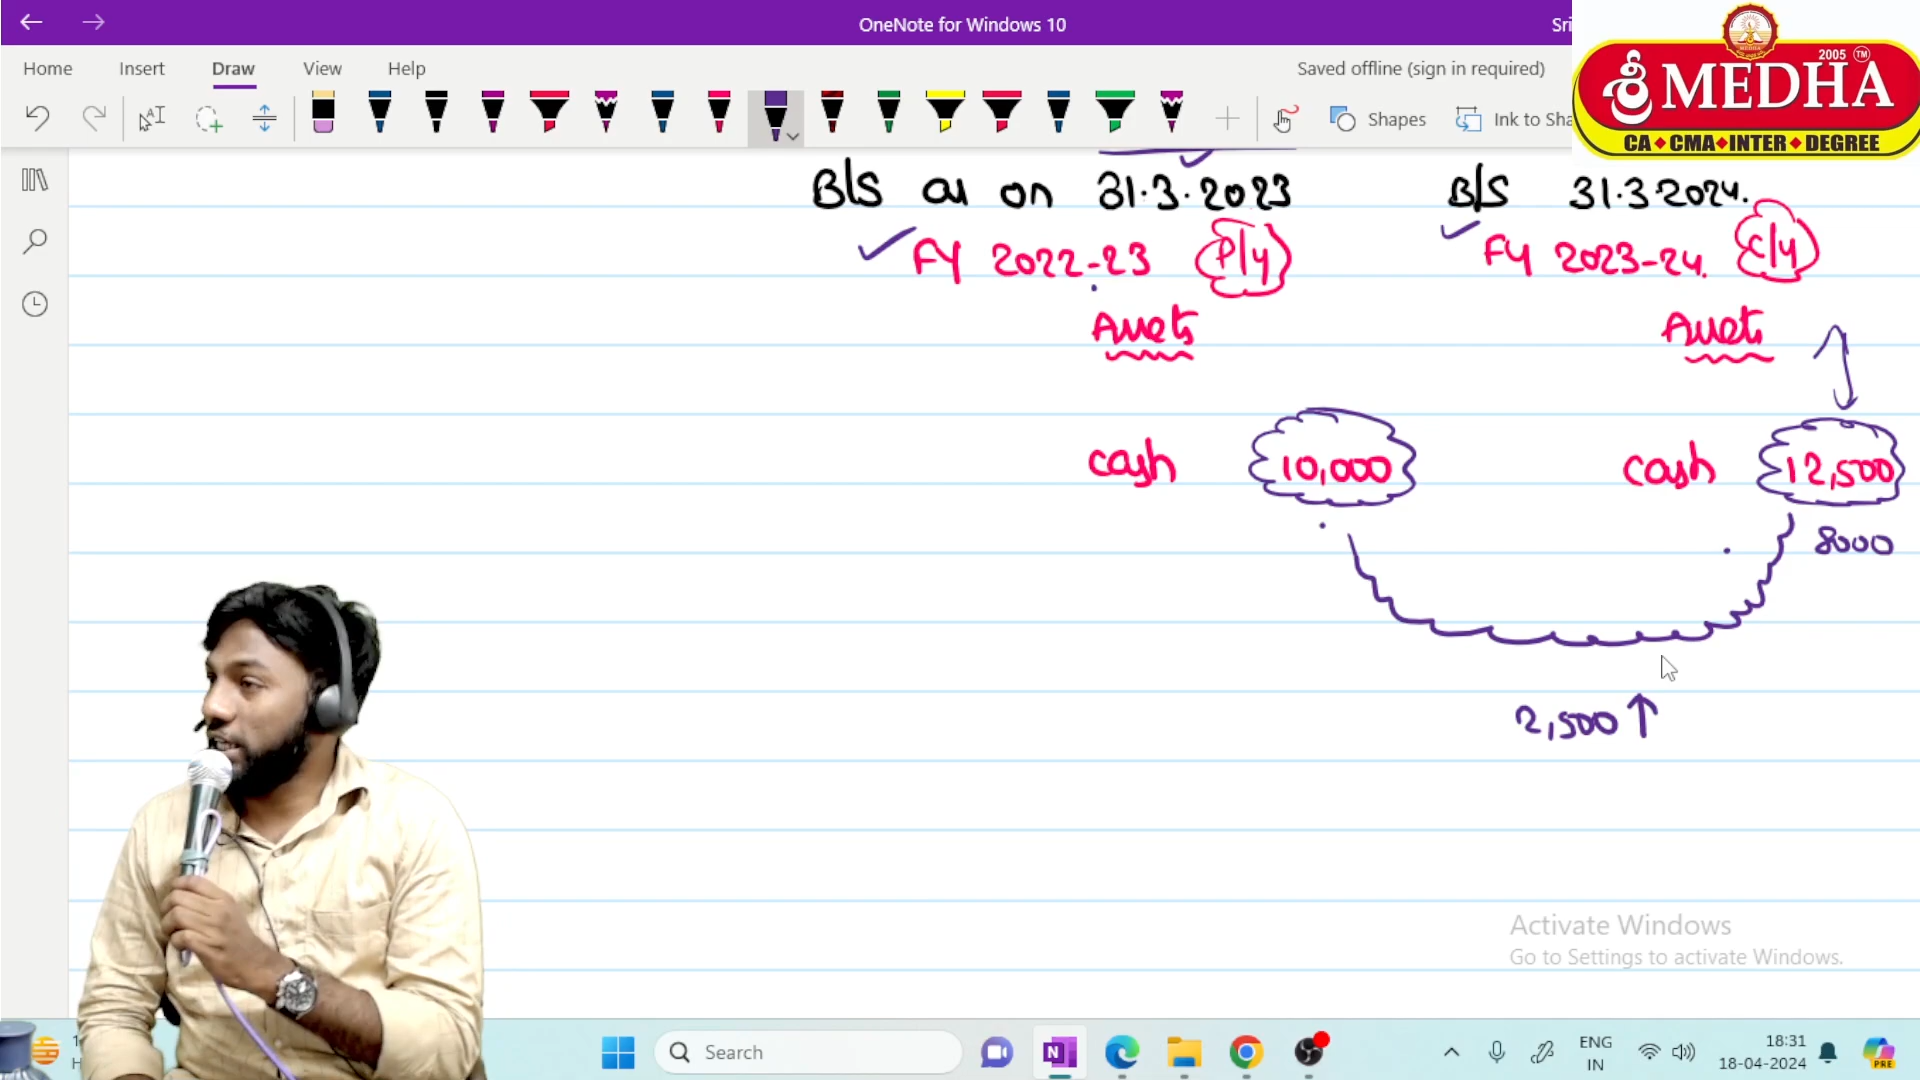 OneNote for Windows 10
Sri
Home Insert Draw View Help
Saved offline (sign in required)
Shapes
Ink to Sha
2005 TM
శ్రీ MEDHA
CA CMA INTER DEGREE
B/S as on 31.3.2023
B/S 31.3.2024.
FY 2022-23 P/y
FY 2023-24. C/y
Assets
Assets
cash 10,000
cash 12,500
8000
2,500 ↑
Activate Windows
Go to Settings to activate Windows.
Search
ENG
IN
18:31
18-04-2024
PRE